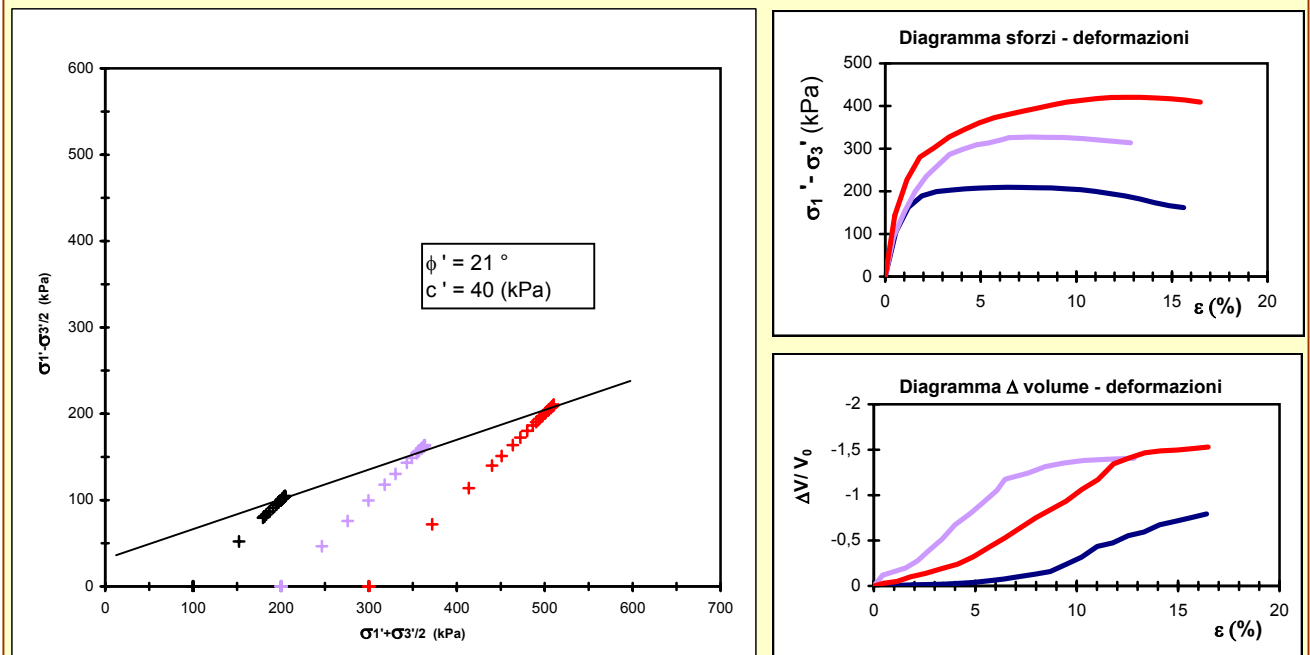 600
500
400
300
200
100
0
0 100 200 300 400 500 600 700
σ1'-σ3'/2 (kPa)
σ1'+σ3'/2 (kPa)
ϕ ' = 21 °
c ' = 40 (kPa)
Diagramma sforzi - deformazioni
500
400
300
200
100
0
0 5 10 15 20
σ1 '- σ3' (kPa)
ε (%)
Diagramma Δ volume - deformazioni
-2
-1,5
-1
-0,5
0
0 5 10 15 20
ΔV/ V0
ε (%)